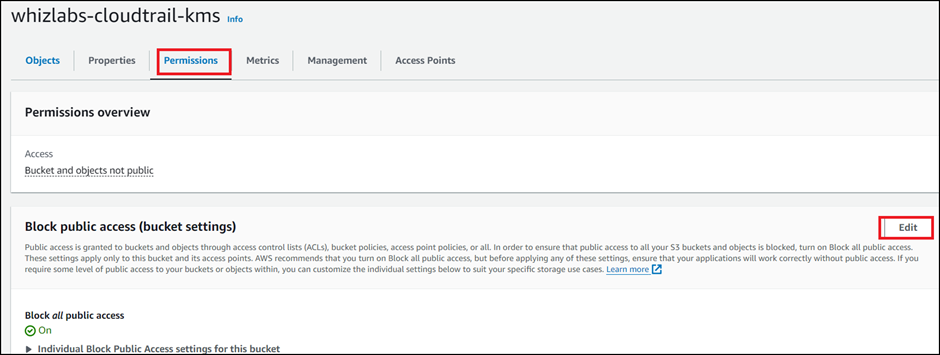 whizlabs-cloudtrail-kms Info
Objects Properties Permissions Metrics Management Access Points
Permissions overview
Access
Bucket and objects not public
Block public access (bucket settings)
Edit
Public access is granted to buckets and objects through access control lists (ACLs), bucket policies, access point policies, or all. In order to ensure that public access to all your S3 buckets and objects is blocked, turn on Block all public access.
These settings apply only to this bucket and its access points. AWS recommends that you turn on Block all public access, but before applying any of these settings, ensure that your applications will work correctly without public access. If you
require some level of public access to your buckets or objects within, you can customize the individual settings below to suit your specific storage use cases. Learn more
Block all public access
On
Individual Block Public Access settings for this bucket